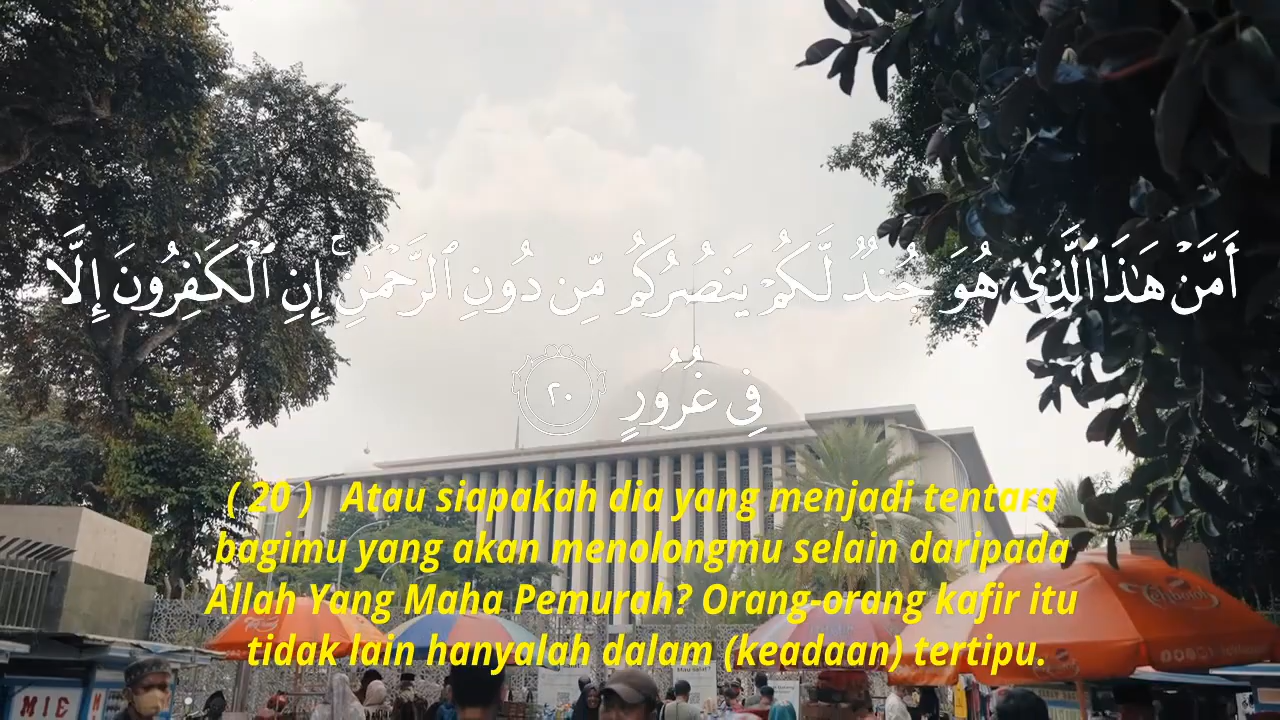 أَمَّنْ هَٰذَا ٱلَّذِى هُوَ جُندٌ لَّكُمْ يَنصُرُكُم مِّن دُونِ ٱلرَّحْمَٰنِ ۚ إِنِ ٱلْكَٰفِرُونَ إِلَّا
فِى غُرُورٍ ٢٠
( 20 ) Atau siapakah dia yang menjadi tentara
bagimu yang akan menolongmu selain daripada
Allah Yang Maha Pemurah? Orang-orang kafir itu
tidak lain hanyalah dalam (keadaan) tertipu.
MIE